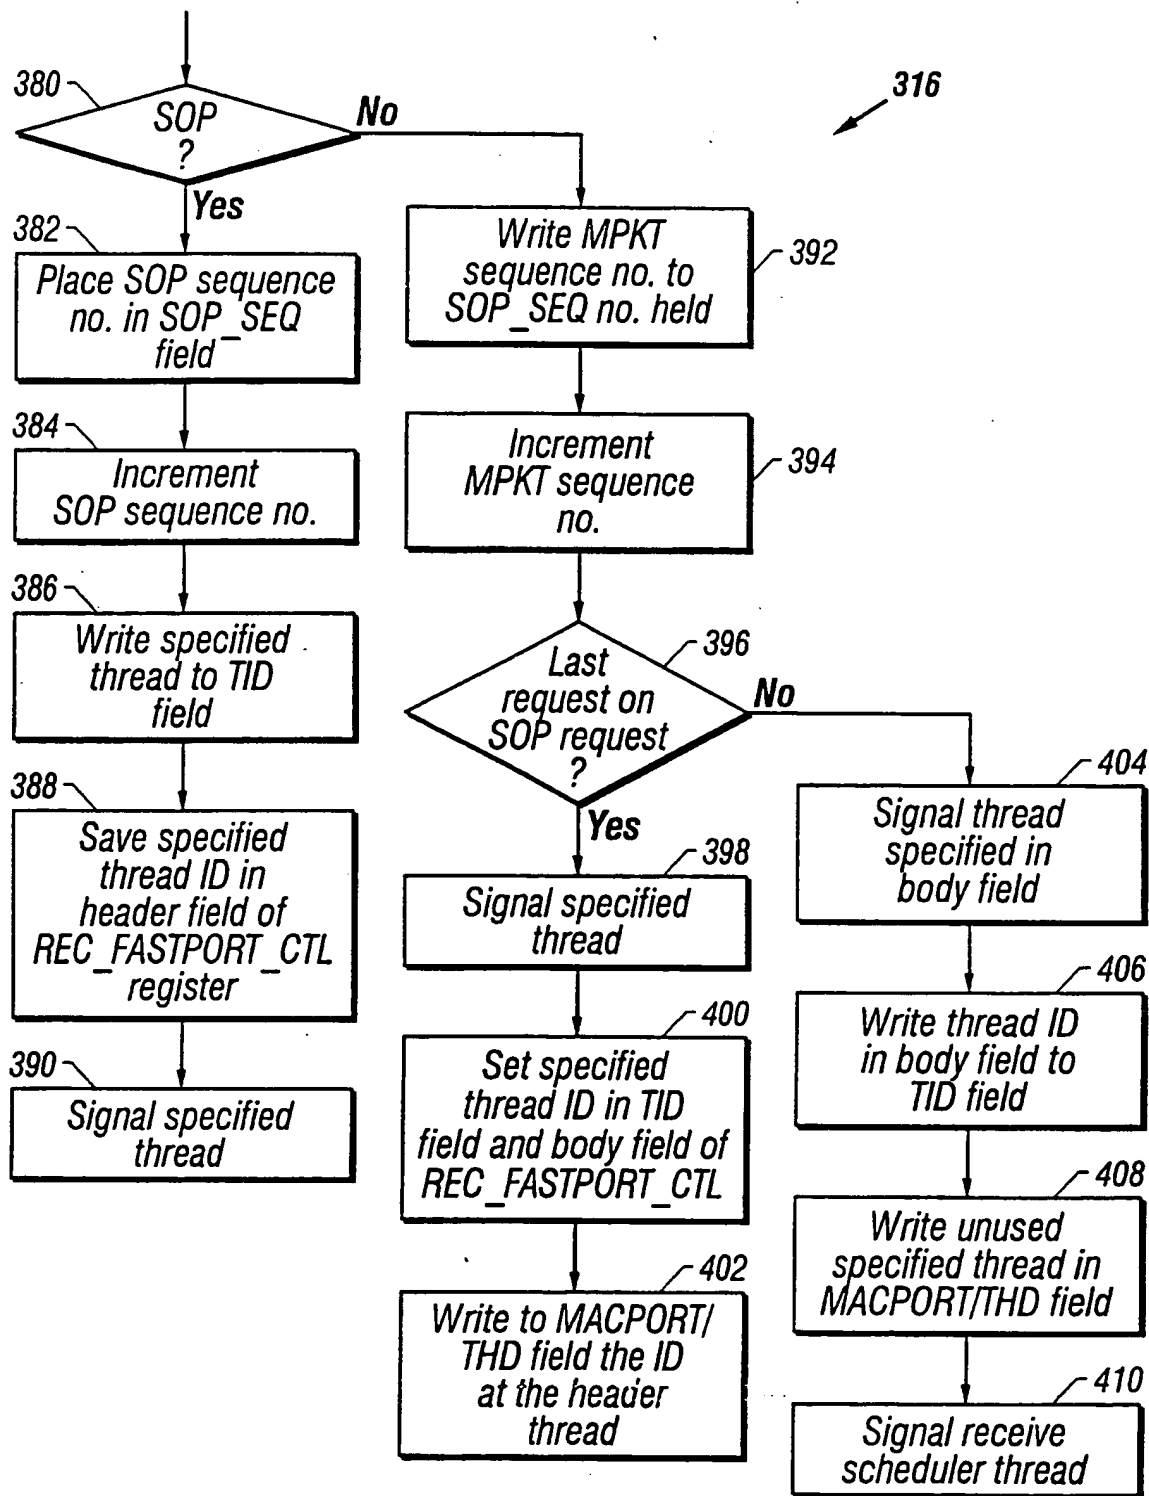 316
380
SOP
?
No
Yes
382
Place SOP sequence
no. in SOP_SEQ
field
384
Increment
SOP sequence no.
386
Write specified
thread to TID
field
388
Save specified
thread ID in
header field of
REC_FASTPORT_CTL
register
390
Signal specified
thread
392
Write MPKT
sequence no. to
SOP_SEQ no. held
394
Increment
MPKT sequence
no.
396
Last
request on
SOP request
?
No
Yes
398
Signal specified
thread
400
Set specified
thread ID in TID
field and body field of
REC_FASTPORT_CTL
402
Write to MACPORT/
THD field the ID
at the header
thread
404
Signal thread
specified in
body field
406
Write thread ID
in body field to
TID field
408
Write unused
specified thread in
MACPORT/THD field
410
Signal receive
scheduler thread